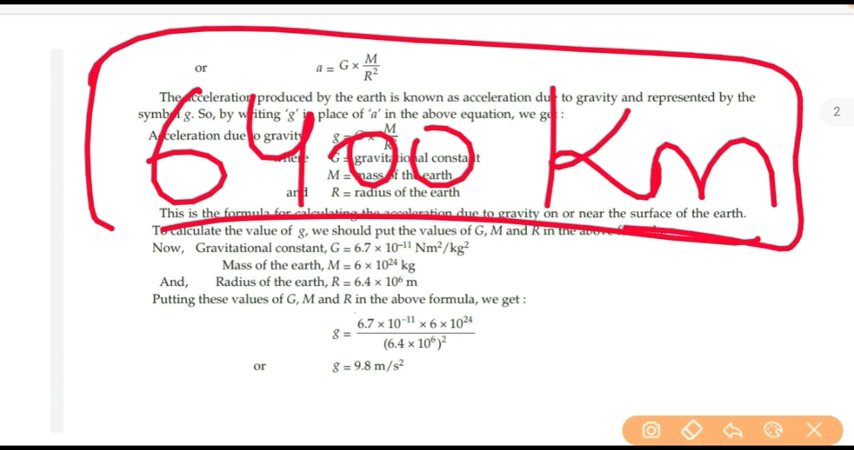 or a = G × M/R²
The acceleration produced by the earth is known as acceleration due to gravity and represented by the
symbol g. So, by writing 'g' in place of 'a' in the above equation, we get :
Acceleration due to gravity g = G × M/R²
where G = gravitational constant
M = mass of the earth
and R = radius of the earth
6400 Km
This is the formula for calculating the acceleration due to gravity on or near the surface of the earth.
To calculate the value of g, we should put the values of G, M and R in the above
Now, Gravitational constant, G = 6.7 × 10⁻¹¹ Nm²/kg²
Mass of the earth, M = 6 × 10²⁴ kg
And, Radius of the earth, R = 6.4 × 10⁶ m
Putting these values of G, M and R in the above formula, we get :
g = 6.7 × 10⁻¹¹ × 6 × 10²⁴ / (6.4 × 10⁶)²
or g = 9.8 m/s²
2